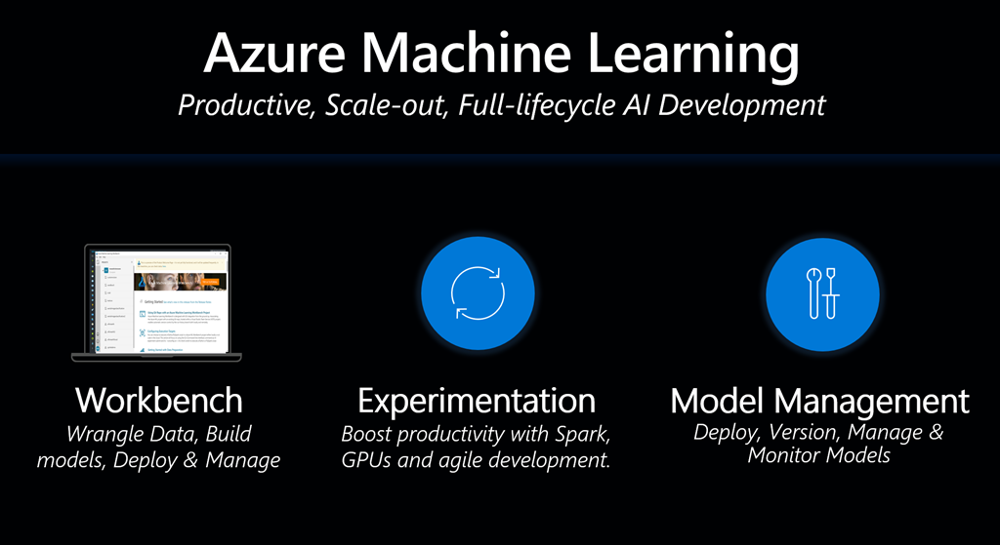 Azure Machine Learning
Productive, Scale-out, Full-lifecycle AI Development
Workbench
Wrangle Data, Build
models, Deploy & Manage
Experimentation
Boost productivity with Spark,
GPUs and agile development.
Model Management
Deploy, Version, Manage &
Monitor Models